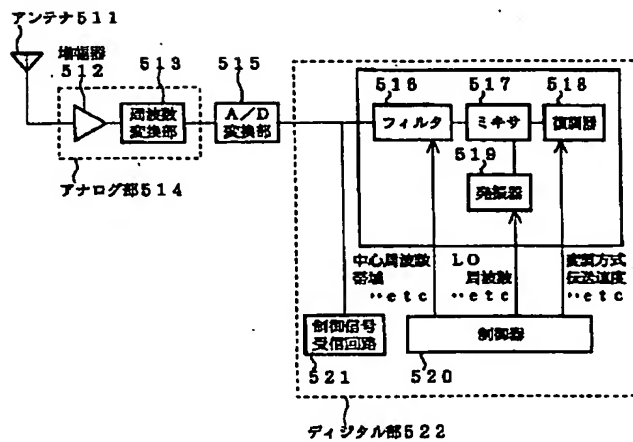 アンテナ511
増幅器
512
513
周波数
変換部
アナログ部514
515
A/D
変換部
516
フィルタ
517
ミキサ
518
復調器
519
発振器
中心周波数
帯域
‥etc
LO
周波数
‥etc
変調方式
伝送速度
‥etc
制御信号
受信回路
521
制御器
520
ディジタル部522